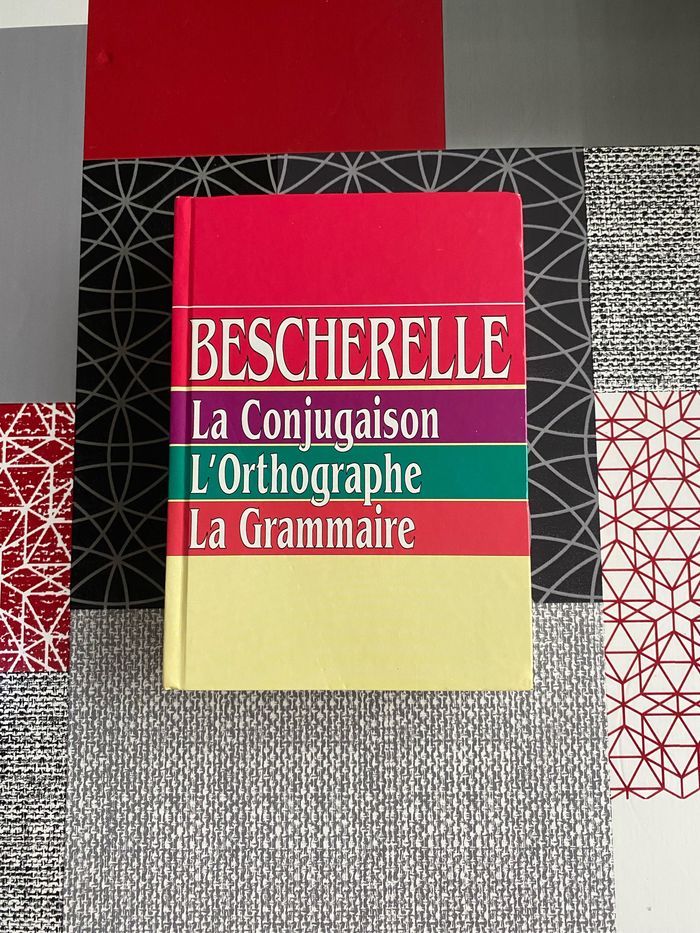 BESCHERELLE
La Conjugaison
L'Orthographe
La Grammaire